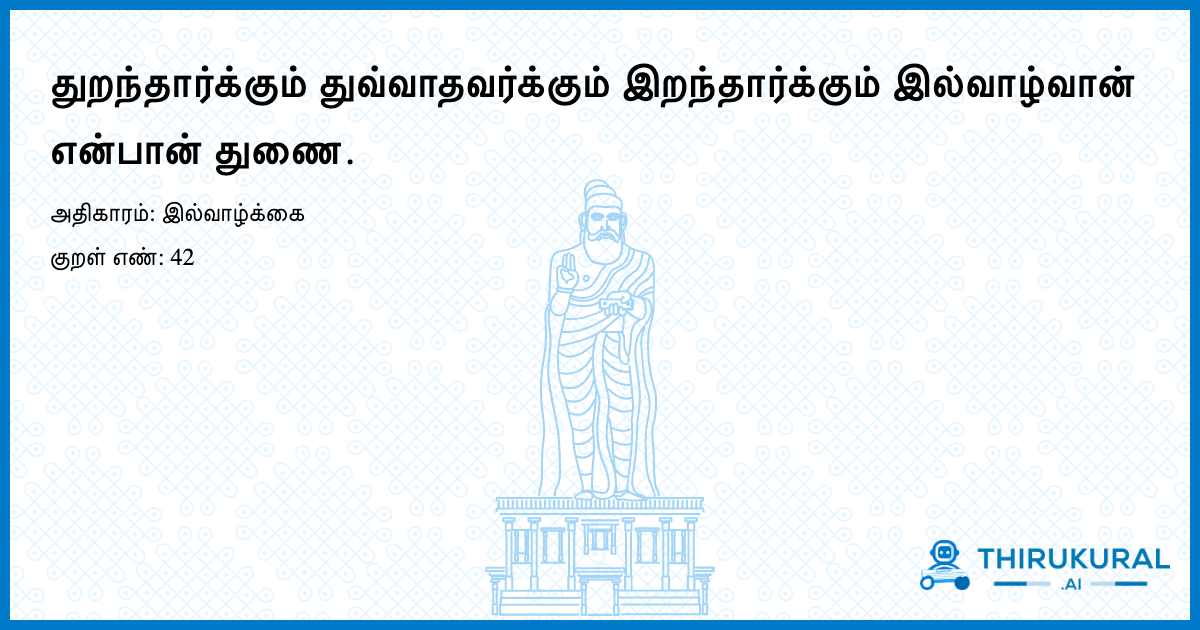 துறந்தார்க்கும் துவ்வாதவர்க்கும் இறந்தார்க்கும் இல்வாழ்வான்
என்பான் துணை.
அதிகாரம்: இல்வாழ்க்கை
குறள் எண்: 42
THIRUKURAL
.AI